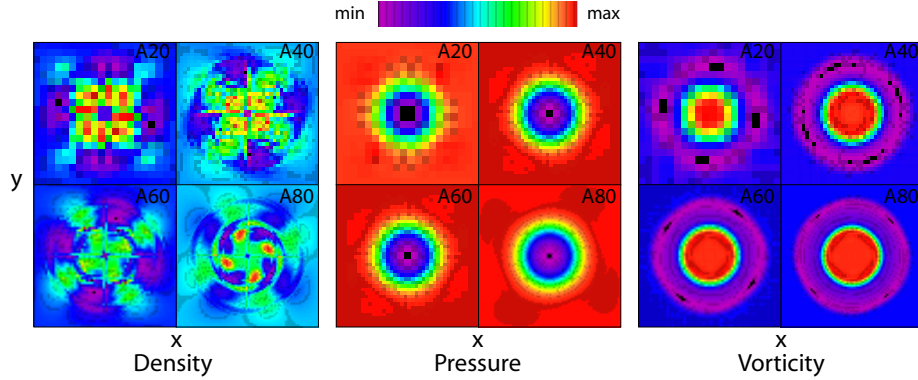 min max
A20 A40 A20 A40 A20 A40
y
A60 A80 A60 A80 A60 A80
x x x
Density Pressure Vorticity